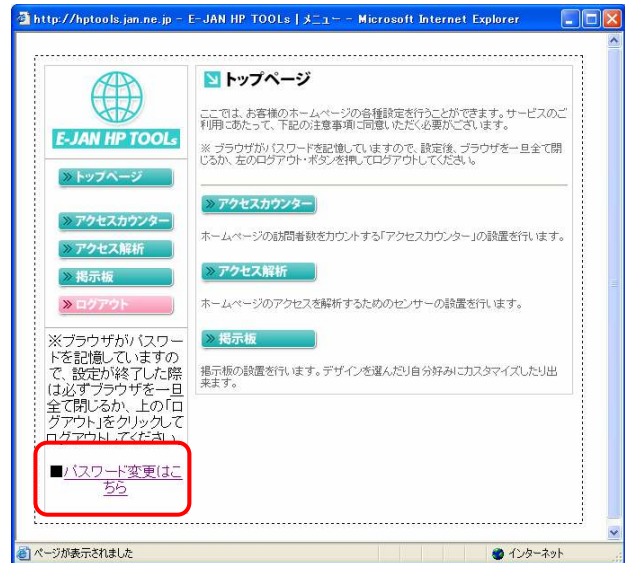 http://hptools.jan.ne.jp - E-JAN HP TOOLs | メニュー - Microsoft Internet Explorer
E-JAN HP TOOLs
» トップページ
» アクセスカウンター
» アクセス解析
» 掲示板
» ログアウト
※ブラウザがパスワー
ドを記憶していますの
で、設定が終了した際
は必ずブラウザを一旦
全て閉じるか、上の「ロ
グアウト」をクリックして
ログアウトしてください
■パスワード変更はこ
ちら
トップページ
ここでは、お客様のホームページの各種設定を行うことができます。サービスのご
利用にあたって、下記の注意事項に同意いただく必要がございます。
※ ブラウザがパスワードを記憶していますので、設定後、ブラウザを一旦全て閉
じるか、左のログアウト・ボタンを押してログアウトしてください。
» アクセスカウンター
ホームページの訪問者数をカウントする「アクセスカウンター」の設置を行います。
» アクセス解析
ホームページのアクセスを解析するためのセンサーの設置を行います。
» 掲示板
掲示板の設置を行います。デザインを選んだり自分好みにカスタマイズしたり出
来ます。
ページが表示されました
インターネット